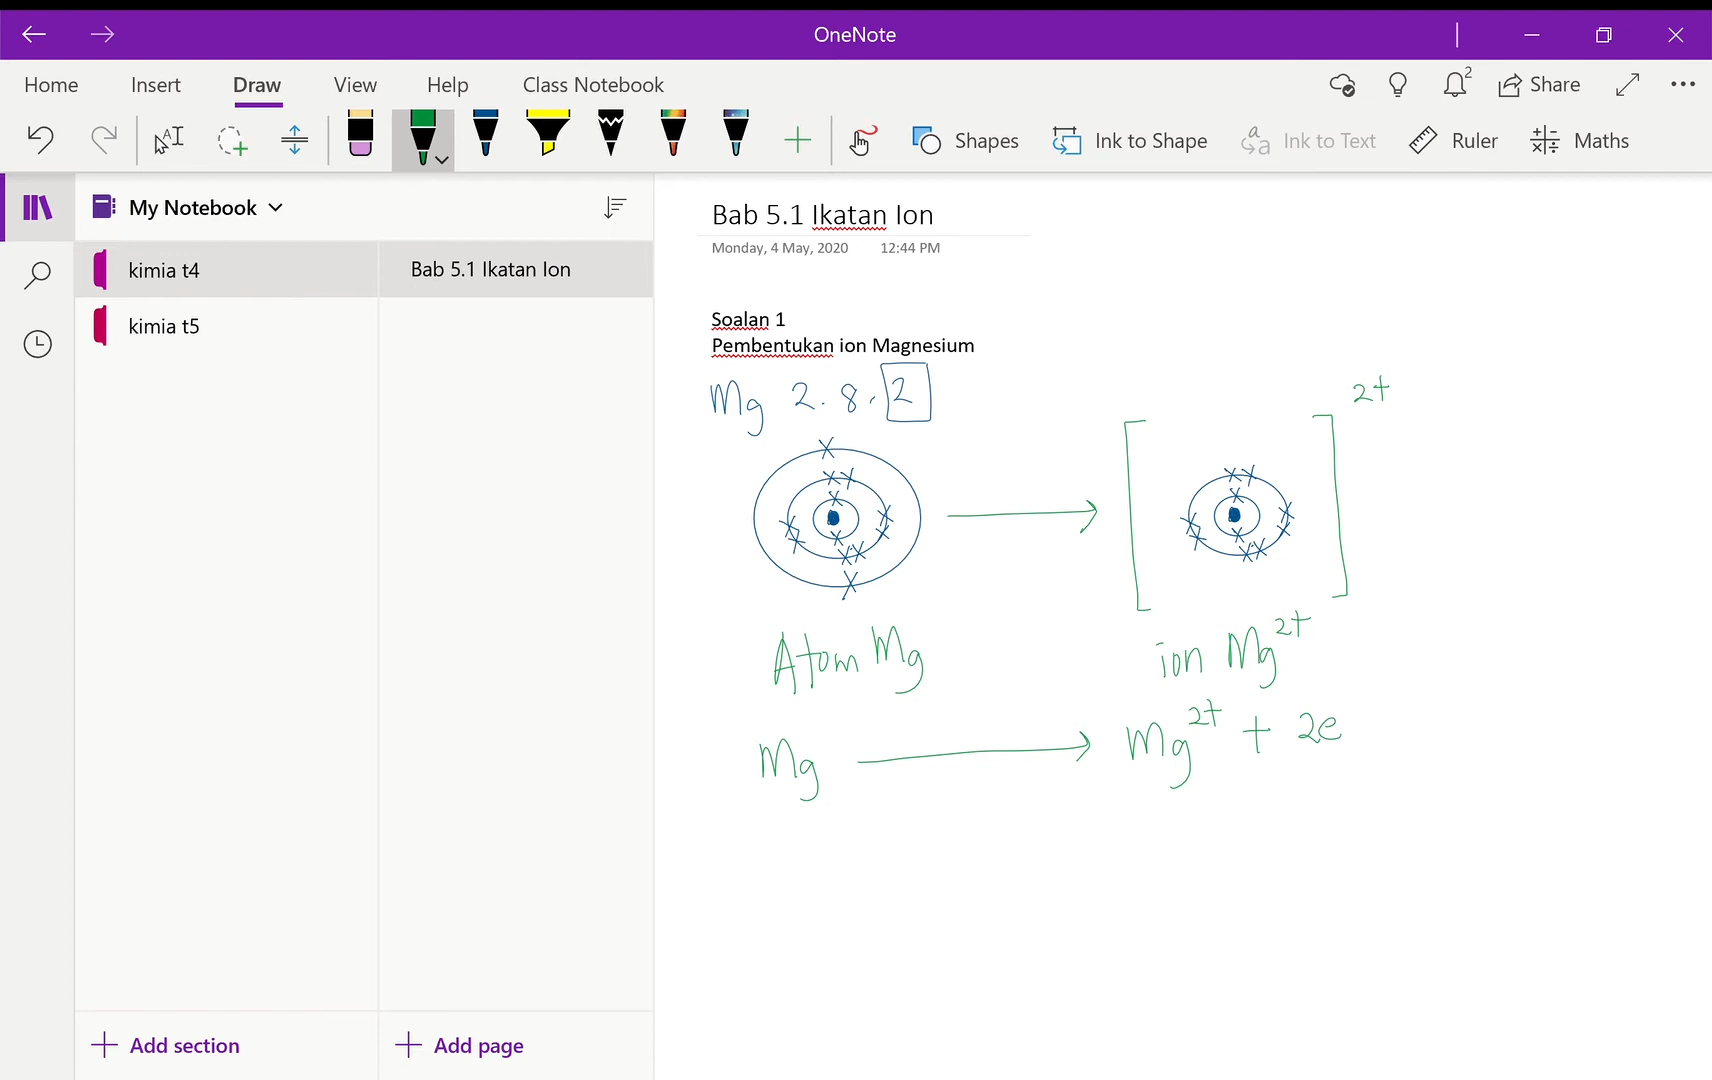 OneNote
Home Insert Draw View Help Class Notebook 2 Share
Shapes Ink to Shape Ink to Text Ruler Maths
My Notebook
kimia t4
kimia t5
Bab 5.1 Ikatan Ion
Add section
Add page
Bab 5.1 Ikatan Ion
Monday, 4 May, 2020 12:44 PM
Soalan 1
Pembentukan ion Magnesium
Mg 2. 8. 2
2+
Atom Mg
ion Mg²⁺
Mg → Mg²⁺ + 2e